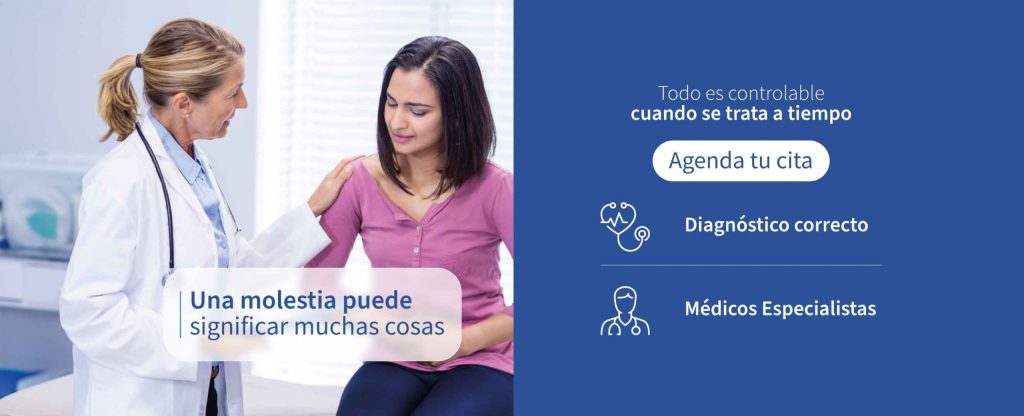 Una molestia puede
significar muchas cosas
Todo es controlable
cuando se trata a tiempo
Agenda tu cita
Diagnóstico correcto
Médicos Especialistas